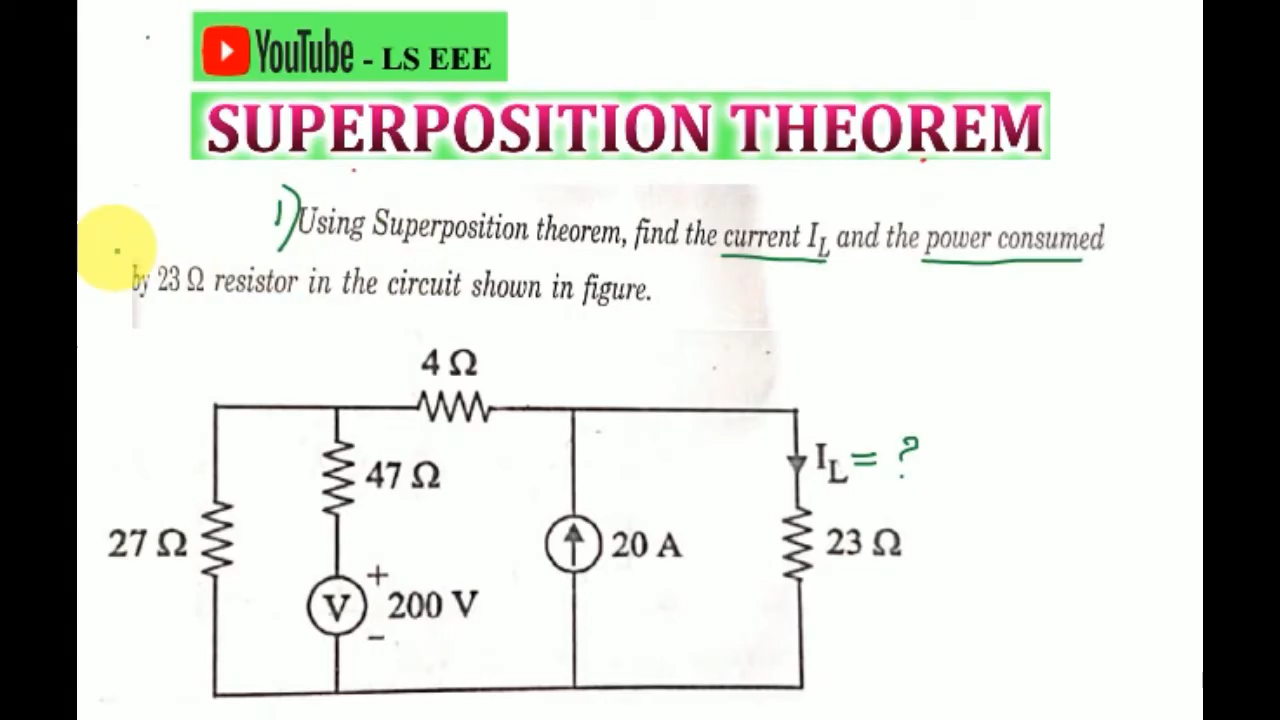 YouTube - LS EEE
SUPERPOSITION THEOREM
1) Using Superposition theorem, find the current I_L and the power consumed
by 23 Ω resistor in the circuit shown in figure.
4 Ω
47 Ω
I_L = ?
27 Ω
20 A
23 Ω
+
V
200 V
-